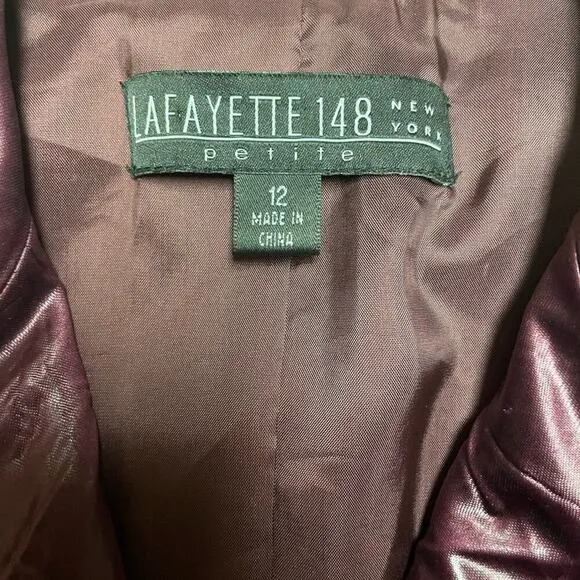 LAFAYETTE 148 NEW YORK
petite
12
MADE IN
CHINA